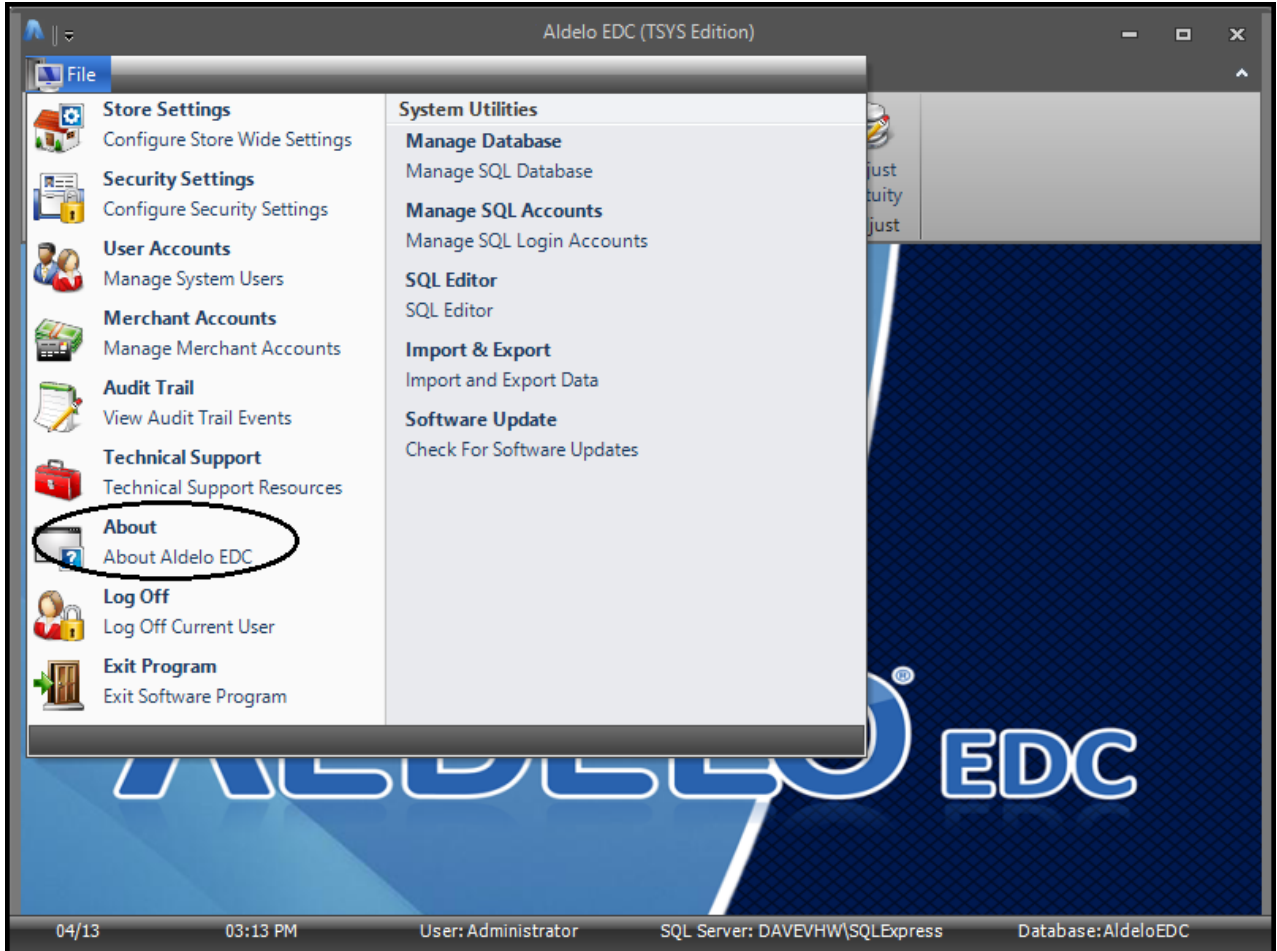 Aldelo EDC (TSYS Edition)
File
Store Settings
Configure Store Wide Settings
Security Settings
Configure Security Settings
User Accounts
Manage System Users
Merchant Accounts
Manage Merchant Accounts
Audit Trail
View Audit Trail Events
Technical Support
Technical Support Resources
About
About Aldelo EDC
Log Off
Log Off Current User
Exit Program
Exit Software Program
System Utilities
Manage Database
Manage SQL Database
Manage SQL Accounts
Manage SQL Login Accounts
SQL Editor
SQL Editor
Import & Export
Import and Export Data
Software Update
Check For Software Updates
just
tuity
just
ALDELO® EDC
04/13 03:13 PM User: Administrator SQL Server: DAVEVHW\SQLExpress Database: AldeloEDC